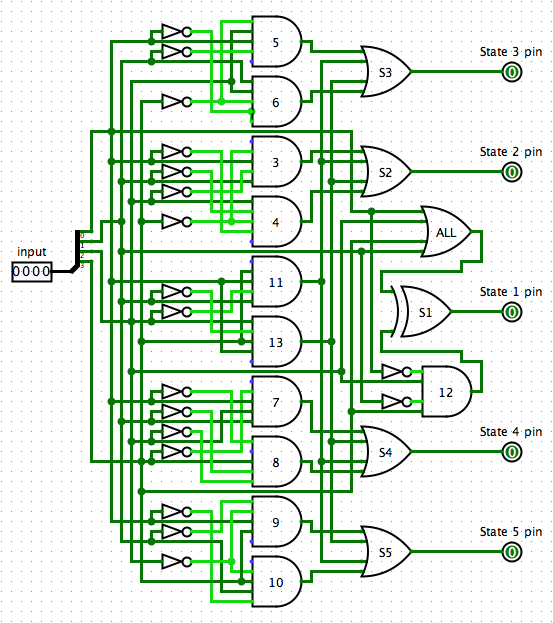 State 3 pin
5
S3
0
6
State 2 pin
3
S2
0
4
ALL
input
0000
11
State 1 pin
S1
0
13
12
7
State 4 pin
S4
0
8
9
State 5 pin
S5
0
10